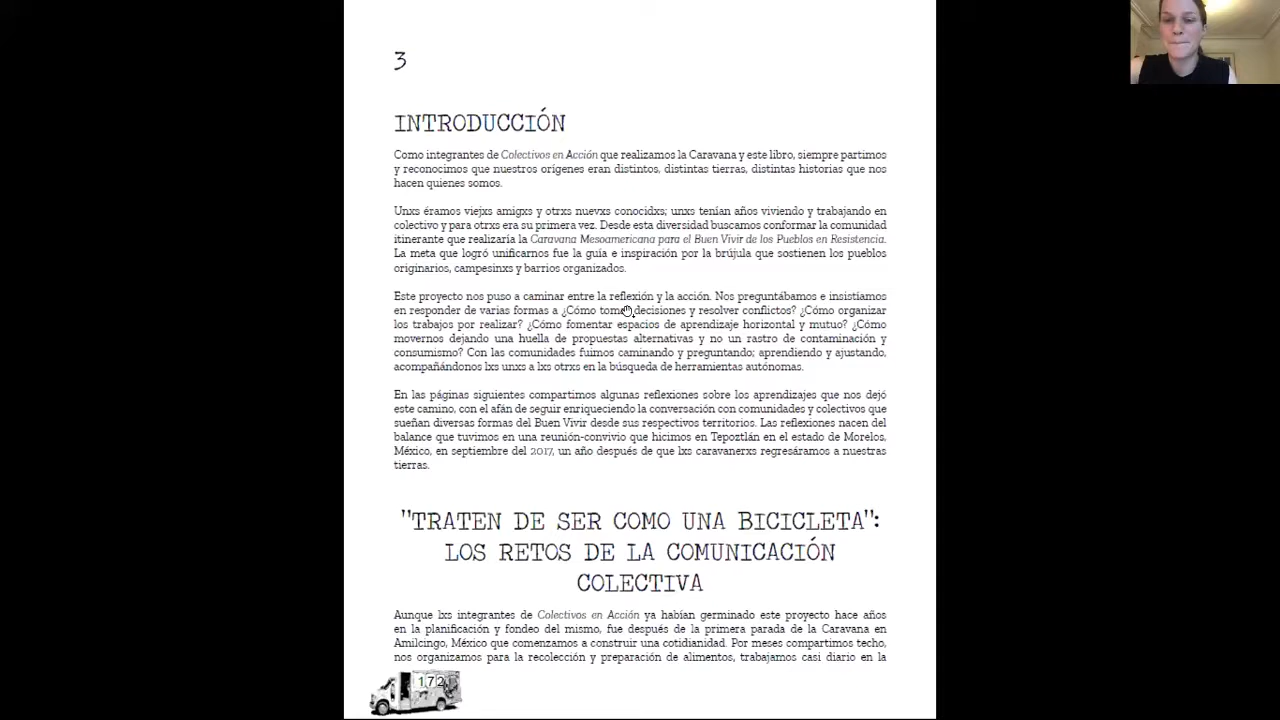 3
INTRODUCCIÓN
Como integrantes de Colectivos en Acción que realizamos la Caravana y este libro, siempre partimos
y reconocimos que nuestros orígenes eran distintos, distintas tierras, distintas historias que nos
hacen quienes somos.
Unxs éramos viejxs amigxs y otrxs nuevxs conocidxs; unxs tenían años viviendo y trabajando en
colectivo y para otrxs era su primera vez. Desde esta diversidad buscamos conformar la comunidad
itinerante que realizaría la Caravana Mesoamericana para el Buen Vivir de los Pueblos en Resistencia.
La meta que logró unificarnos fue la guía e inspiración por la brújula que sostienen los pueblos
originarios, campesinxs y barrios organizados.
Este proyecto nos puso a caminar entre la reflexión y la acción. Nos preguntábamos e insistíamos
en responder de varias formas a ¿Cómo decisiones y resolver conflictos? ¿Cómo organizar
los trabajos por realizar? ¿Cómo fomentar espacios de aprendizaje horizontal y mutuo? ¿Cómo
movernos dejando una huella de propuestas alternativas y no un rastro de contaminación y
consumismo? Con las comunidades fuimos caminando y preguntando; aprendiendo y ajustando,
acompañándonos lxs unxs a lxs otrxs en la búsqueda de herramientas autónomas.
En las páginas siguientes compartimos algunas reflexiones sobre los aprendizajes que nos dejó
este camino, con el afán de seguir enriqueciendo la conversación con comunidades y colectivos que
sueñan diversas formas del Buen Vivir desde sus respectivos territorios. Las reflexiones nacen del
balance que tuvimos en una reunión-convivio que hicimos en Tepoztlán en el estado de Morelos,
México, en septiembre del 2017, un año después de que lxs caravanerxs regresáramos a nuestras
tierras.
"TRATEN DE SER COMO UNA BICICLETA":
LOS RETOS DE LA COMUNICACIÓN
COLECTIVA
Aunque lxs integrantes de Colectivos en Acción ya habían germinado este proyecto hace años
en la planificación y fondeo del mismo, fue después de la primera parada de la Caravana en
Amilcingo, México que comenzamos a construir una cotidianidad. Por meses compartimos techo,
nos organizamos para la recolección y preparación de alimentos, trabajamos casi diario en la
172